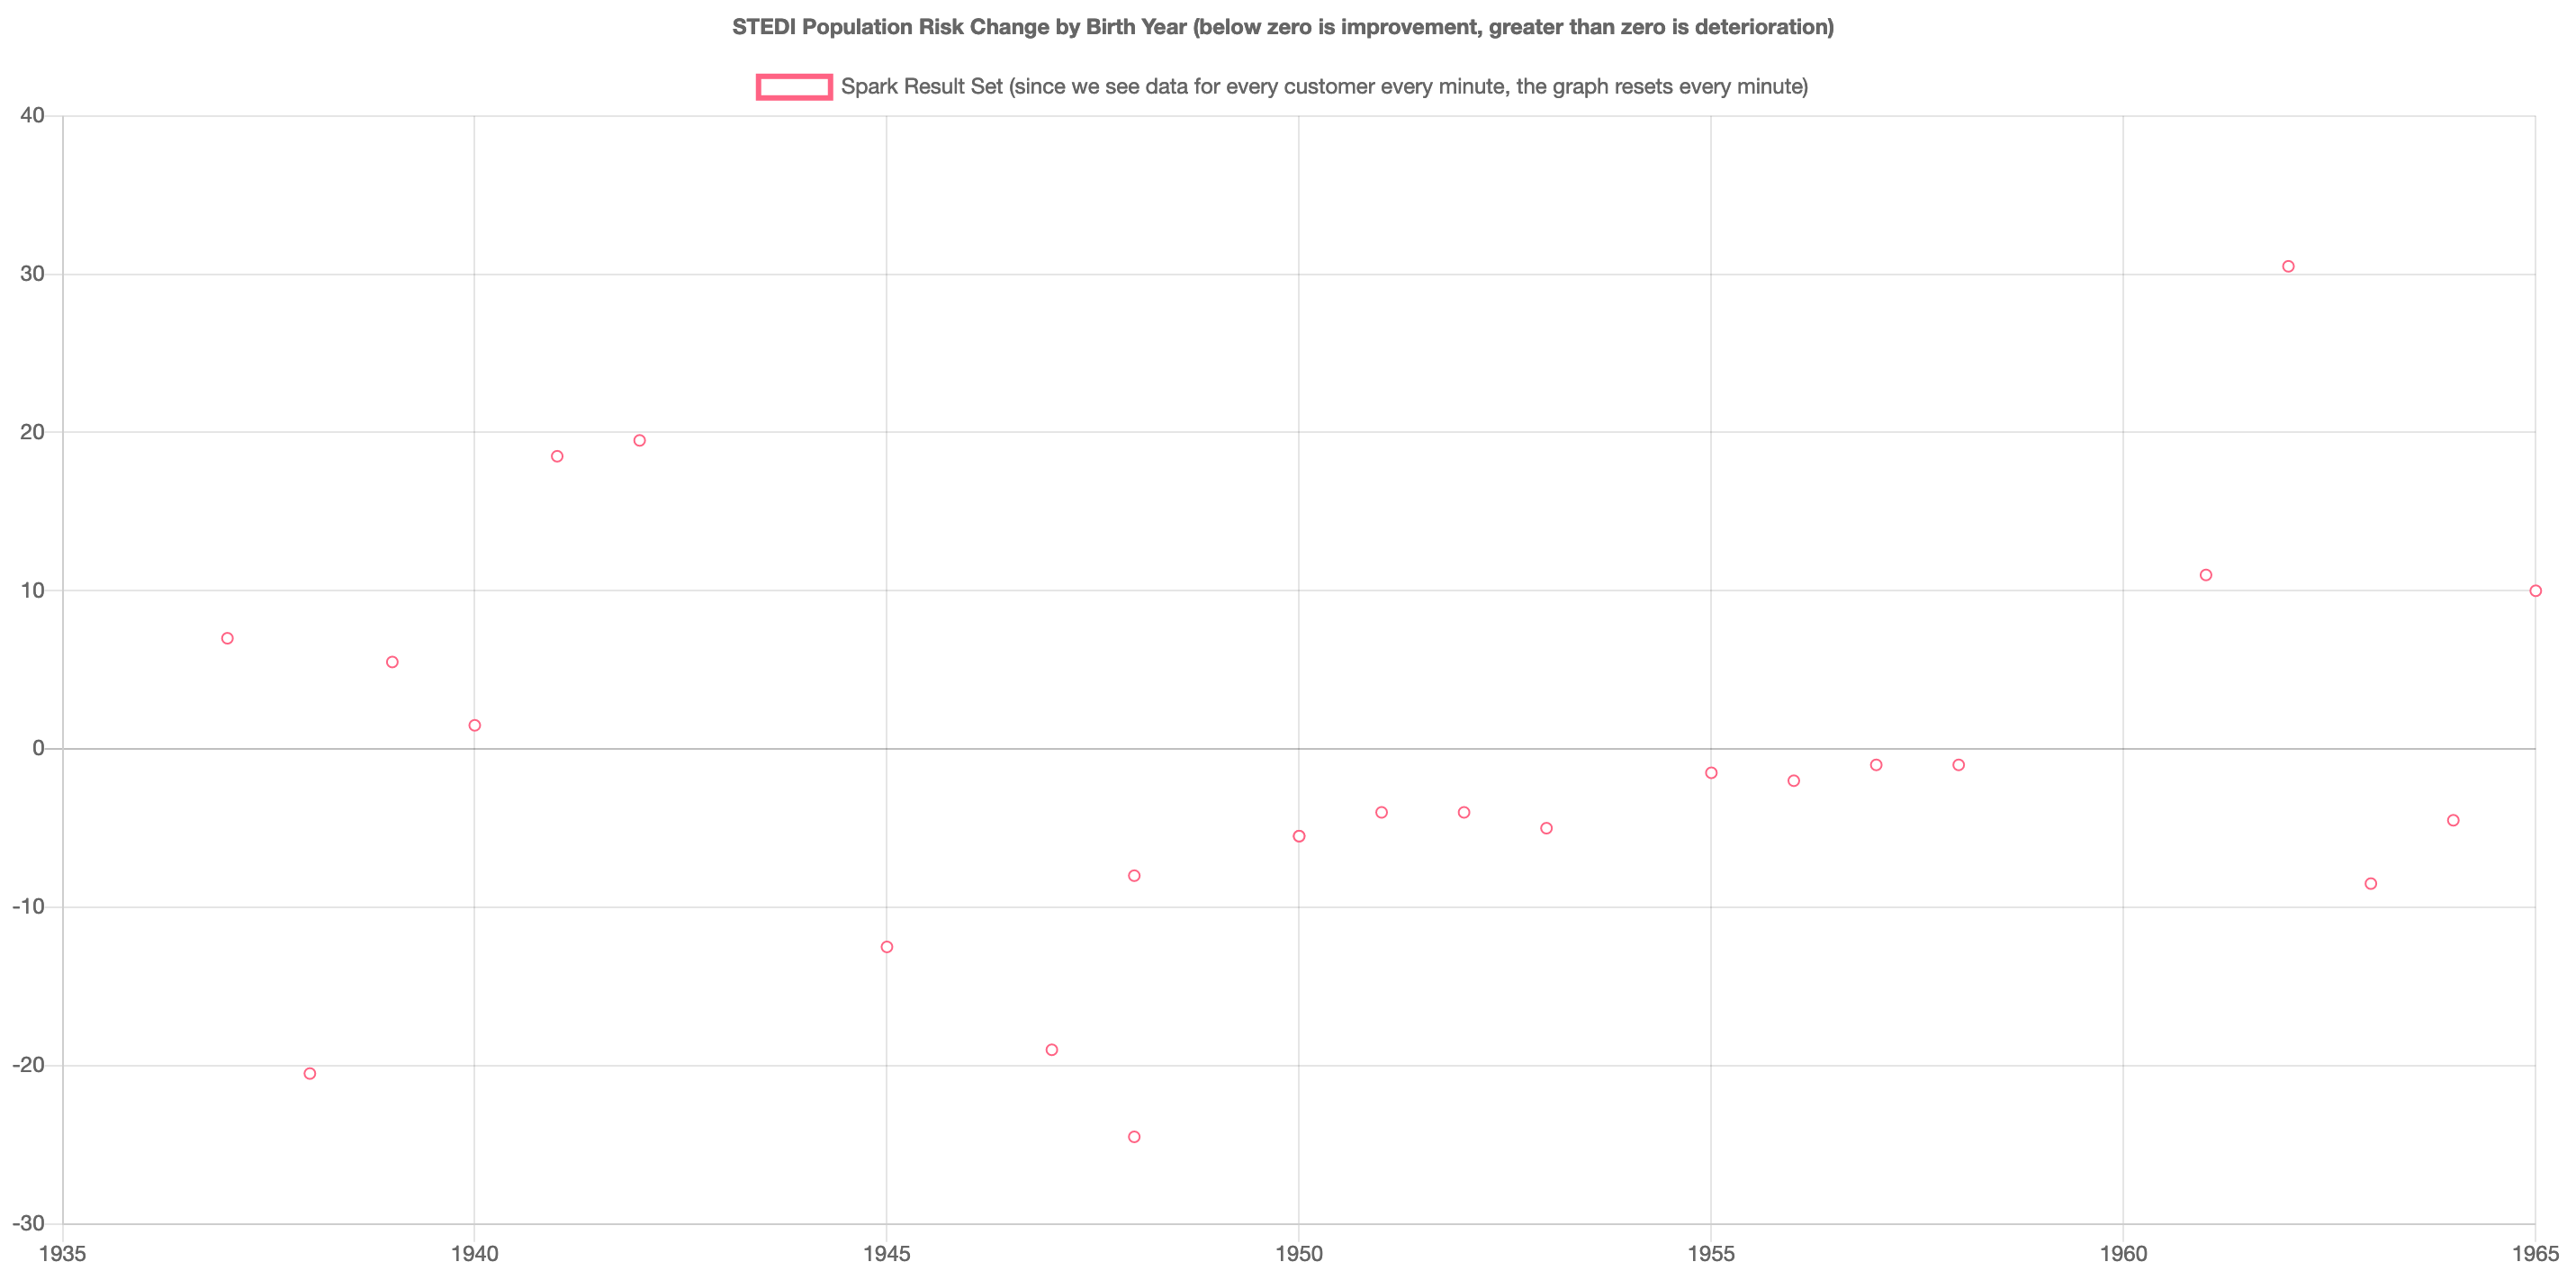 STEDI Population Risk Change by Birth Year (below zero is improvement, greater than zero is deterioration)
Spark Result Set (since we see data for every customer every minute, the graph resets every minute)
40
30
20
10
0
-10
-20
-30
1935 1940 1945 1950 1955 1960 1965